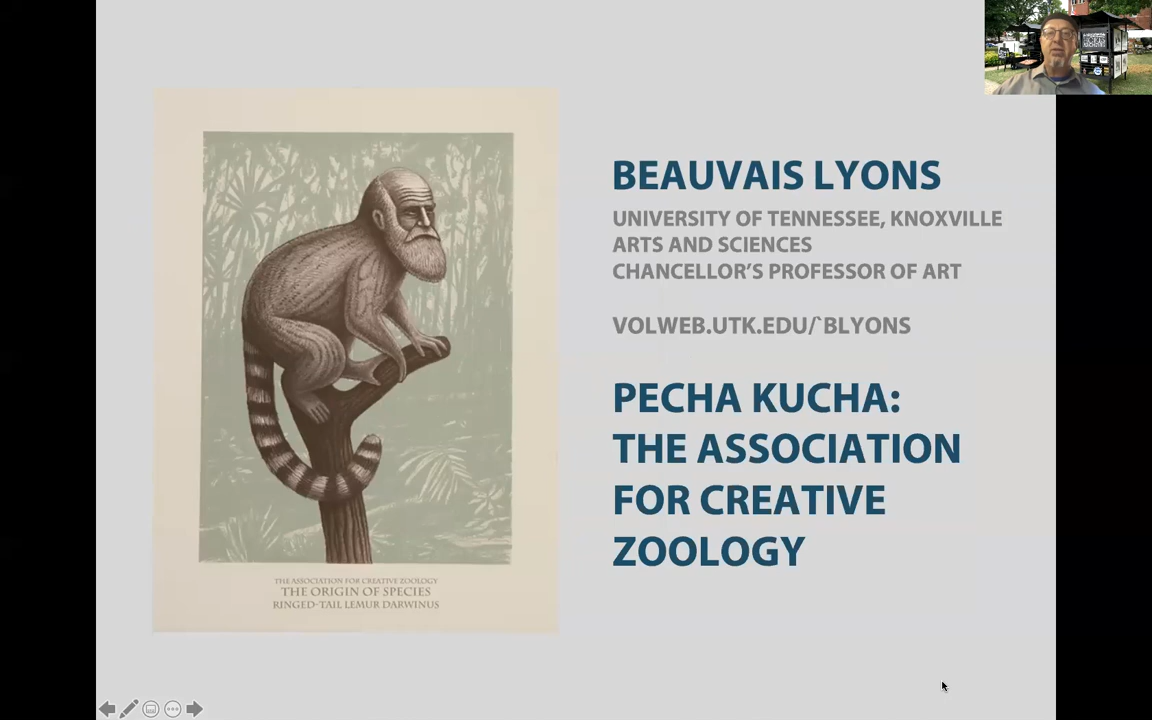 BEAUVAIS LYONS
UNIVERSITY OF TENNESSEE, KNOXVILLE
ARTS AND SCIENCES
CHANCELLOR'S PROFESSOR OF ART
VOLWEB.UTK.EDU/`BLYONS
PECHA KUCHA:
THE ASSOCIATION
FOR CREATIVE
ZOOLOGY
THE ASSOCIATION FOR CREATIVE ZOOLOGY
THE ORIGIN OF SPECIES
RINGED-TAIL LEMUR DARWINUS